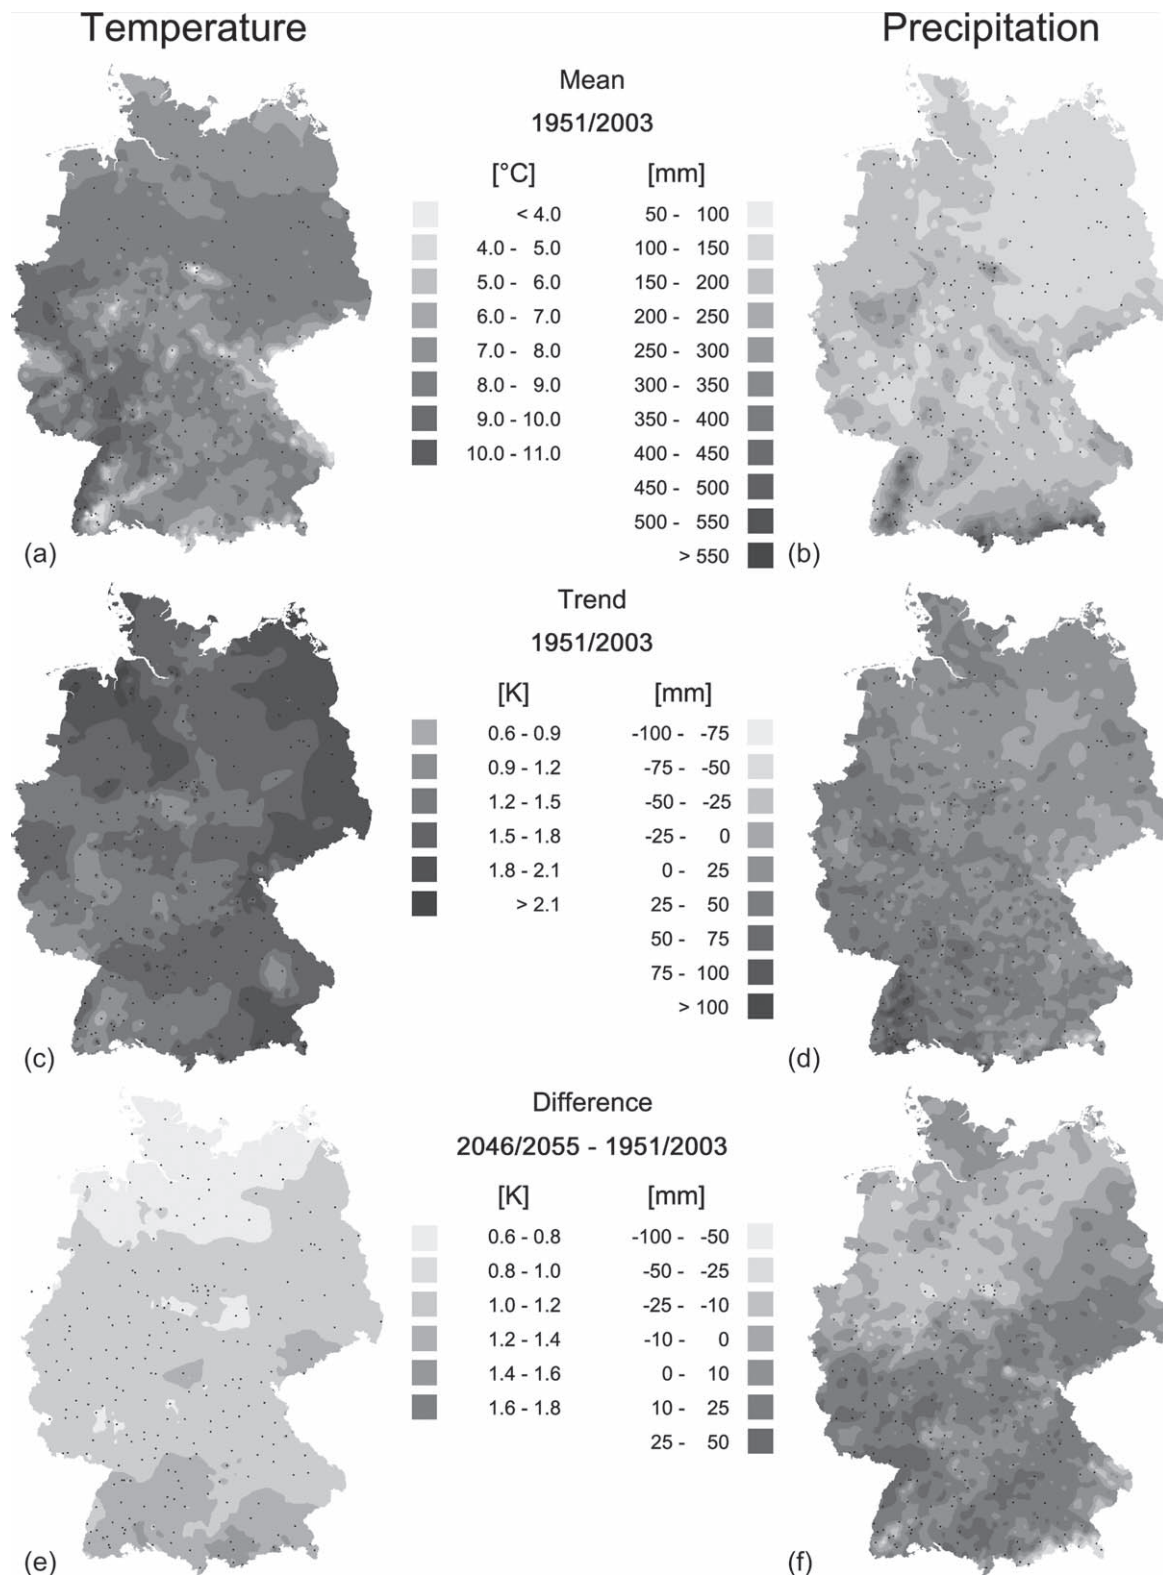 Temperature Precipitation
Mean
1951/2003
[°C] [mm]
< 4.0 50 - 100
4.0 - 5.0 100 - 150
5.0 - 6.0 150 - 200
6.0 - 7.0 200 - 250
7.0 - 8.0 250 - 300
8.0 - 9.0 300 - 350
9.0 - 10.0 350 - 400
10.0 - 11.0 400 - 450
450 - 500
500 - 550
> 550
(a) (b)
Trend
1951/2003
[K] [mm]
0.6 - 0.9 -100 - -75
0.9 - 1.2 -75 - -50
1.2 - 1.5 -50 - -25
1.5 - 1.8 -25 - 0
1.8 - 2.1 0 - 25
> 2.1 25 - 50
50 - 75
75 - 100
> 100
(c) (d)
Difference
2046/2055 - 1951/2003
[K] [mm]
0.6 - 0.8 -100 - -50
0.8 - 1.0 -50 - -25
1.0 - 1.2 -25 - -10
1.2 - 1.4 -10 - 0
1.4 - 1.6 0 - 10
1.6 - 1.8 10 - 25
25 - 50
(e) (f)